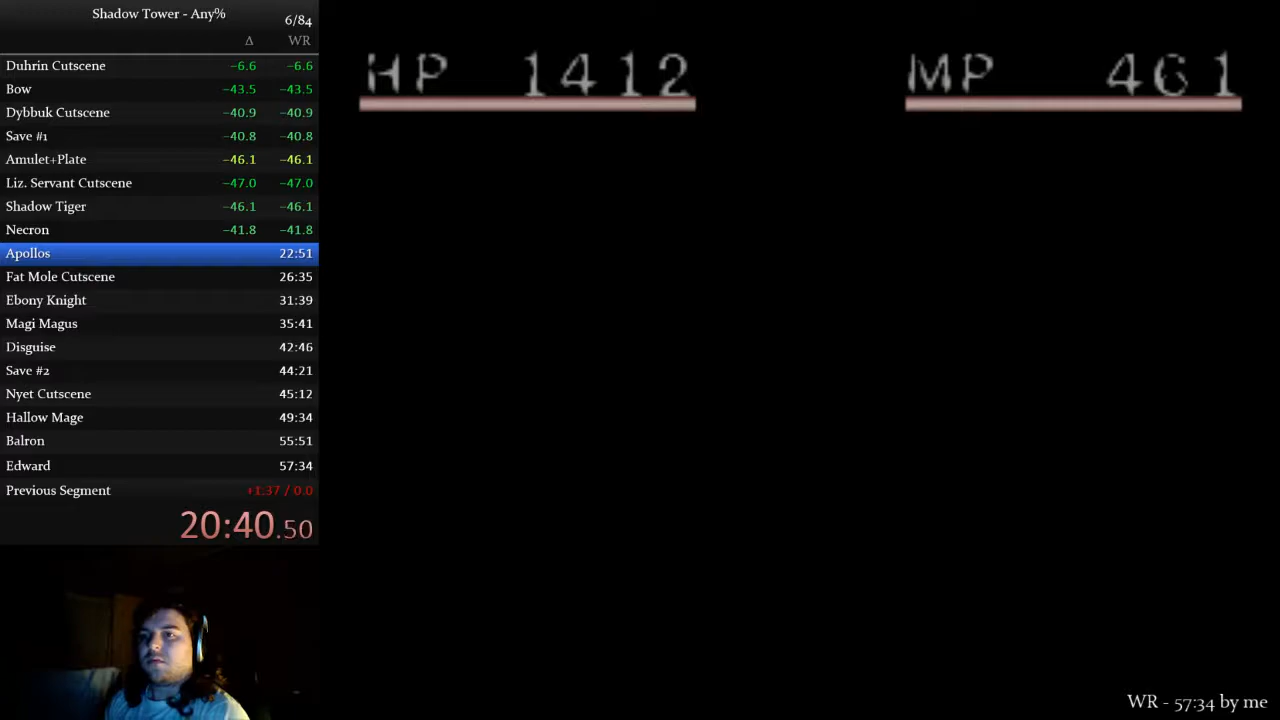 Shadow Tower - Any%
6/84
Δ WR
Duhrin Cutscene −6.6 −6.6
Bow −43.5 −43.5
Dybbuk Cutscene −40.9 −40.9
Save #1 −40.8 −40.8
Amulet+Plate −46.1 −46.1
Liz. Servant Cutscene −47.0 −47.0
Shadow Tiger −46.1 −46.1
Necron −41.8 −41.8
Apollos 22:51
Fat Mole Cutscene 26:35
Ebony Knight 31:39
Magi Magus 35:41
Disguise 42:46
Save #2 44:21
Nyet Cutscene 45:12
Hallow Mage 49:34
Balron 55:51
Edward 57:34
Previous Segment +1.37 / 0.0
20:40.50
HP 1412 MP 461
WR - 57:34 by me